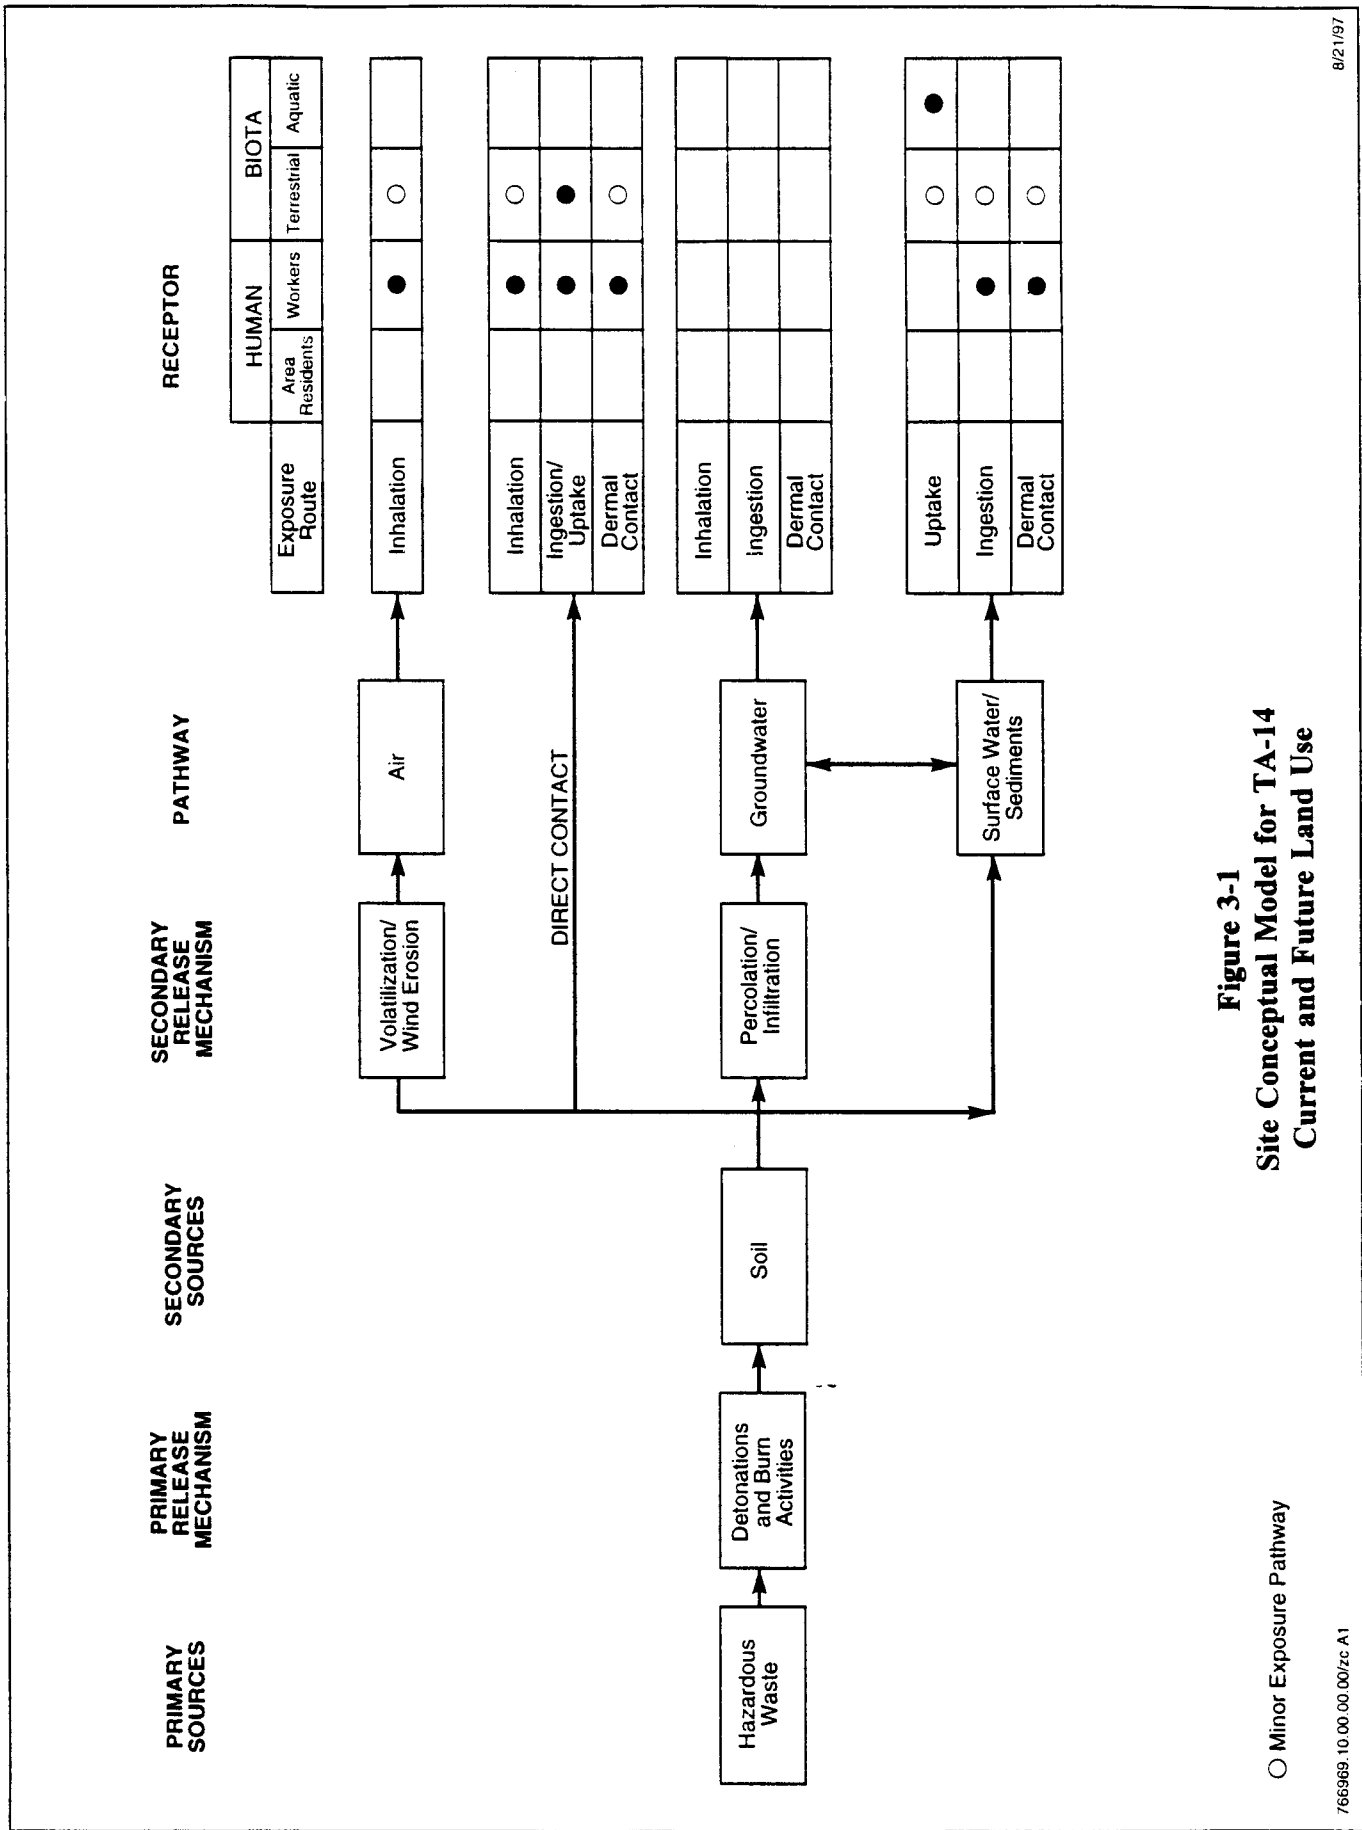 PRIMARY
SOURCES
PRIMARY
RELEASE
MECHANISM
SECONDARY
SOURCES
SECONDARY
RELEASE
MECHANISM
PATHWAY
RECEPTOR
HUMAN
BIOTA
Exposure
Route
Area
Residents
Workers
Terrestrial
Aquatic
Volatilization/
Wind Erosion
Air
Inhalation
DIRECT CONTACT
Inhalation
Ingestion/
Uptake
Dermal
Contact
Hazardous
Waste
Detonations
and Burn
Activities
Soil
Percolation/
Infiltration
Groundwater
Inhalation
Ingestion
Dermal
Contact
Surface Water/
Sediments
Uptake
Ingestion
Dermal
Contact
Figure 3-1
Site Conceptual Model for TA-14
Current and Future Land Use
Minor Exposure Pathway
766969.10.00.00.00/zc A1
8/21/97